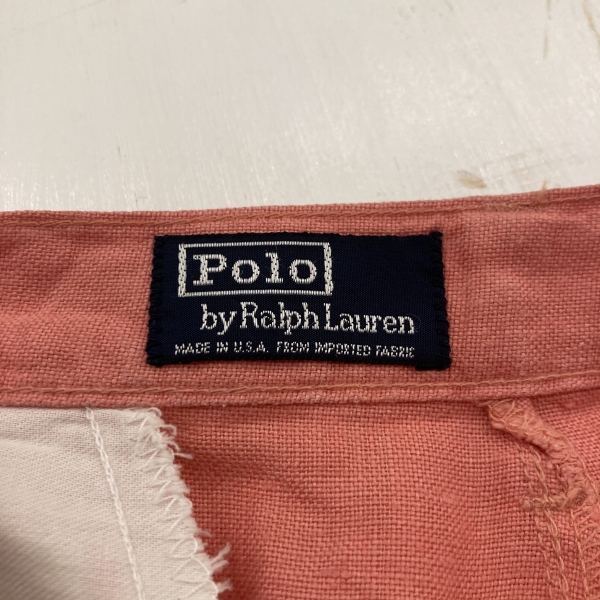 Polo
by Ralph Lauren
MADE IN U.S.A. FROM IMPORTED FABRIC